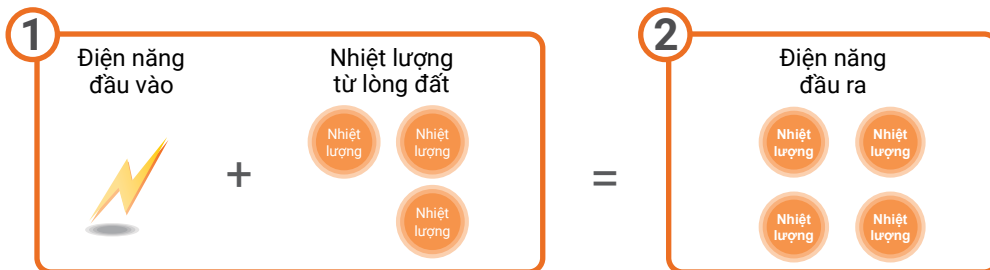 1
Điện năng
đầu vào
+
Nhiệt lượng
từ lòng đất
Nhiệt
lượng
Nhiệt
lượng
Nhiệt
lượng
=
2
Điện năng
đầu ra
Nhiệt
lượng
Nhiệt
lượng
Nhiệt
lượng
Nhiệt
lượng